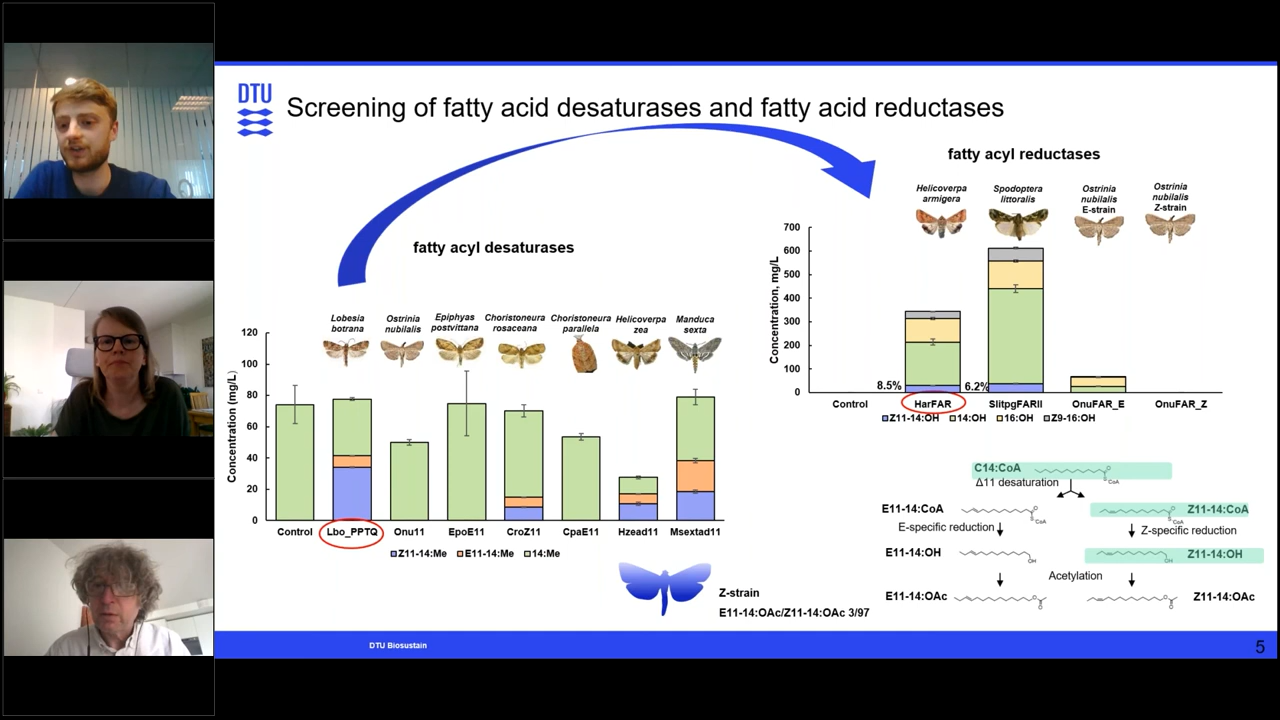 DTU
Screening of fatty acid desaturases and fatty acid reductases
fatty acyl desaturases
Lobesia
botrana
Ostrinia
nubilalis
Epiphyas
postvittana
Choristoneura
rosaceana
Choristoneura
parallela
Helicoverpa
zea
Manduca
sexta
Concentration (mg/L)
120
100
80
60
40
20
0
Control
Lbo_PPTQ
Onu11
EpoE11
CroZ11
CpaE11
Hzead11
Msextad11
Z11-14:Me
E11-14:Me
14:Me
Z-strain
E11-14:OAc/Z11-14:OAc 3/97
fatty acyl reductases
Helicoverpa
armigera
Spodoptera
littoralis
Ostrinia
nubilalis
E-strain
Ostrinia
nubilalis
Z-strain
Concentration, mg/L
700
600
500
400
300
200
100
0
8.5%
6.2%
Control
HarFAR
SlitpgFARII
OnuFAR_E
OnuFAR_Z
Z11-14:OH
14:OH
16:OH
Z9-16:OH
C14:CoA
CoA
Δ11 desaturation
E11-14:CoA
CoA
CoA
Z11-14:CoA
E-specific reduction
Z-specific reduction
E11-14:OH
OH
OH
Z11-14:OH
Acetylation
E11-14:OAc
Z11-14:OAc
DTU Biosustain
5